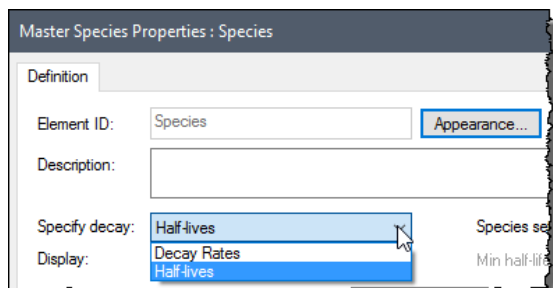 Master Species Properties : Species
Definition
Element ID: Species Appearance...
Description:
Specify decay: Half-lives Species se
Decay Rates
Display: Half-lives Min half-life